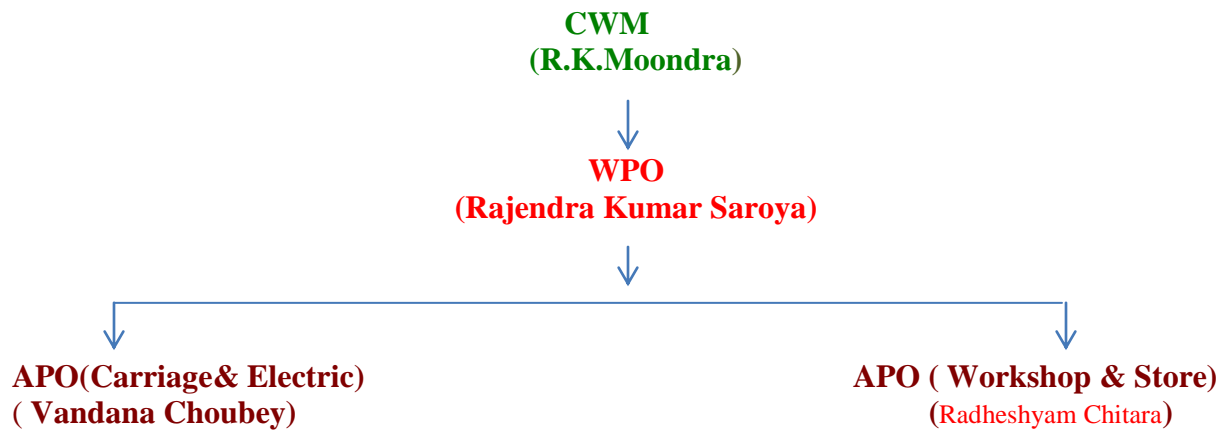 CWM
(R.K.Moondra)
WPO
(Rajendra Kumar Saroya)
APO(Carriage& Electric)
( Vandana Choubey)
APO ( Workshop & Store)
(Radheshyam Chitara)